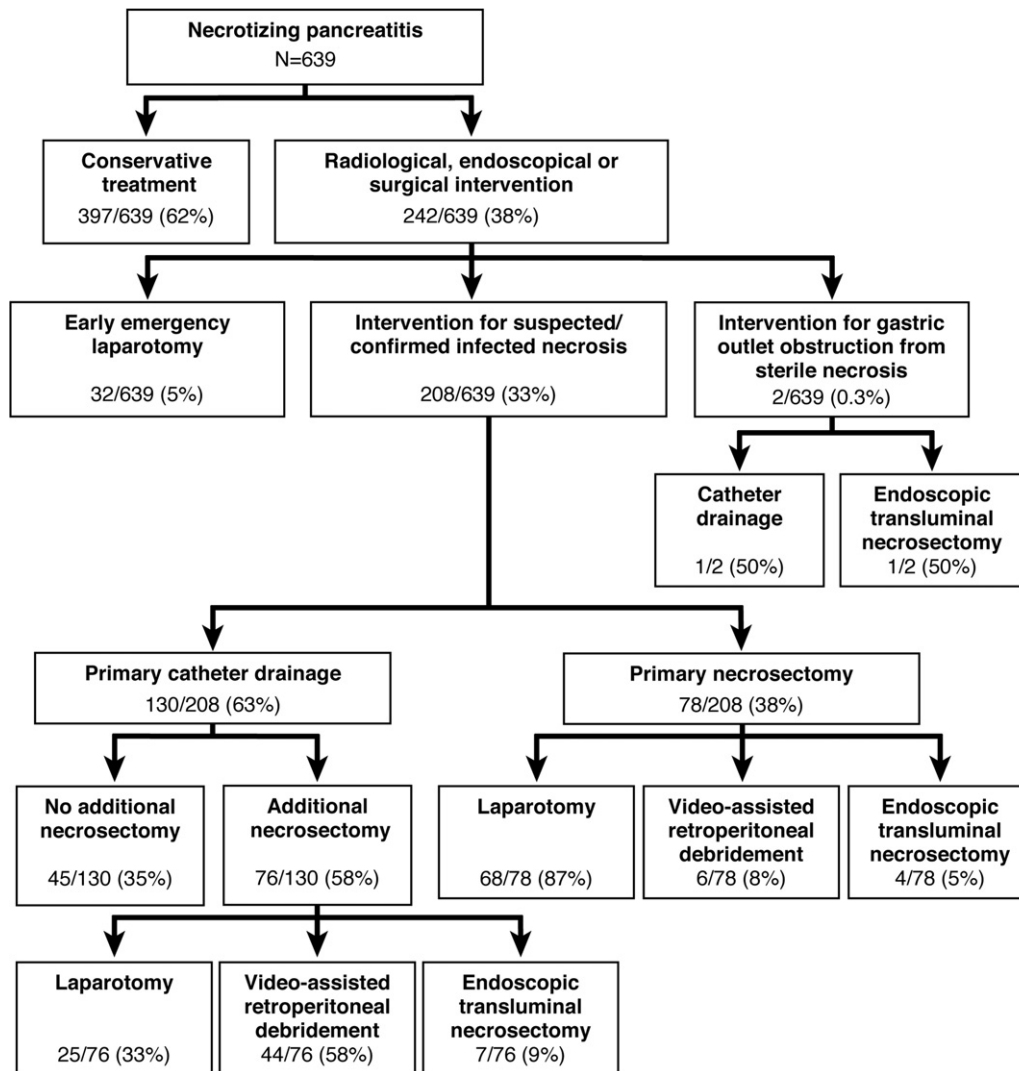 Necrotizing pancreatitis
N=639
Conservative
treatment
397/639 (62%)
Radiological, endoscopical or
surgical intervention
242/639 (38%)
Early emergency
laparotomy
32/639 (5%)
Intervention for suspected/
confirmed infected necrosis
208/639 (33%)
Intervention for gastric
outlet obstruction from
sterile necrosis
2/639 (0.3%)
Catheter
drainage
1/2 (50%)
Endoscopic
transluminal
necrosectomy
1/2 (50%)
Primary catheter drainage
130/208 (63%)
Primary necrosectomy
78/208 (38%)
No additional
necrosectomy
45/130 (35%)
Additional
necrosectomy
76/130 (58%)
Laparotomy
68/78 (87%)
Video-assisted
retroperitoneal
debridement
6/78 (8%)
Endoscopic
transluminal
necrosectomy
4/78 (5%)
Laparotomy
25/76 (33%)
Video-assisted
retroperitoneal
debridement
44/76 (58%)
Endoscopic
transluminal
necrosectomy
7/76 (9%)